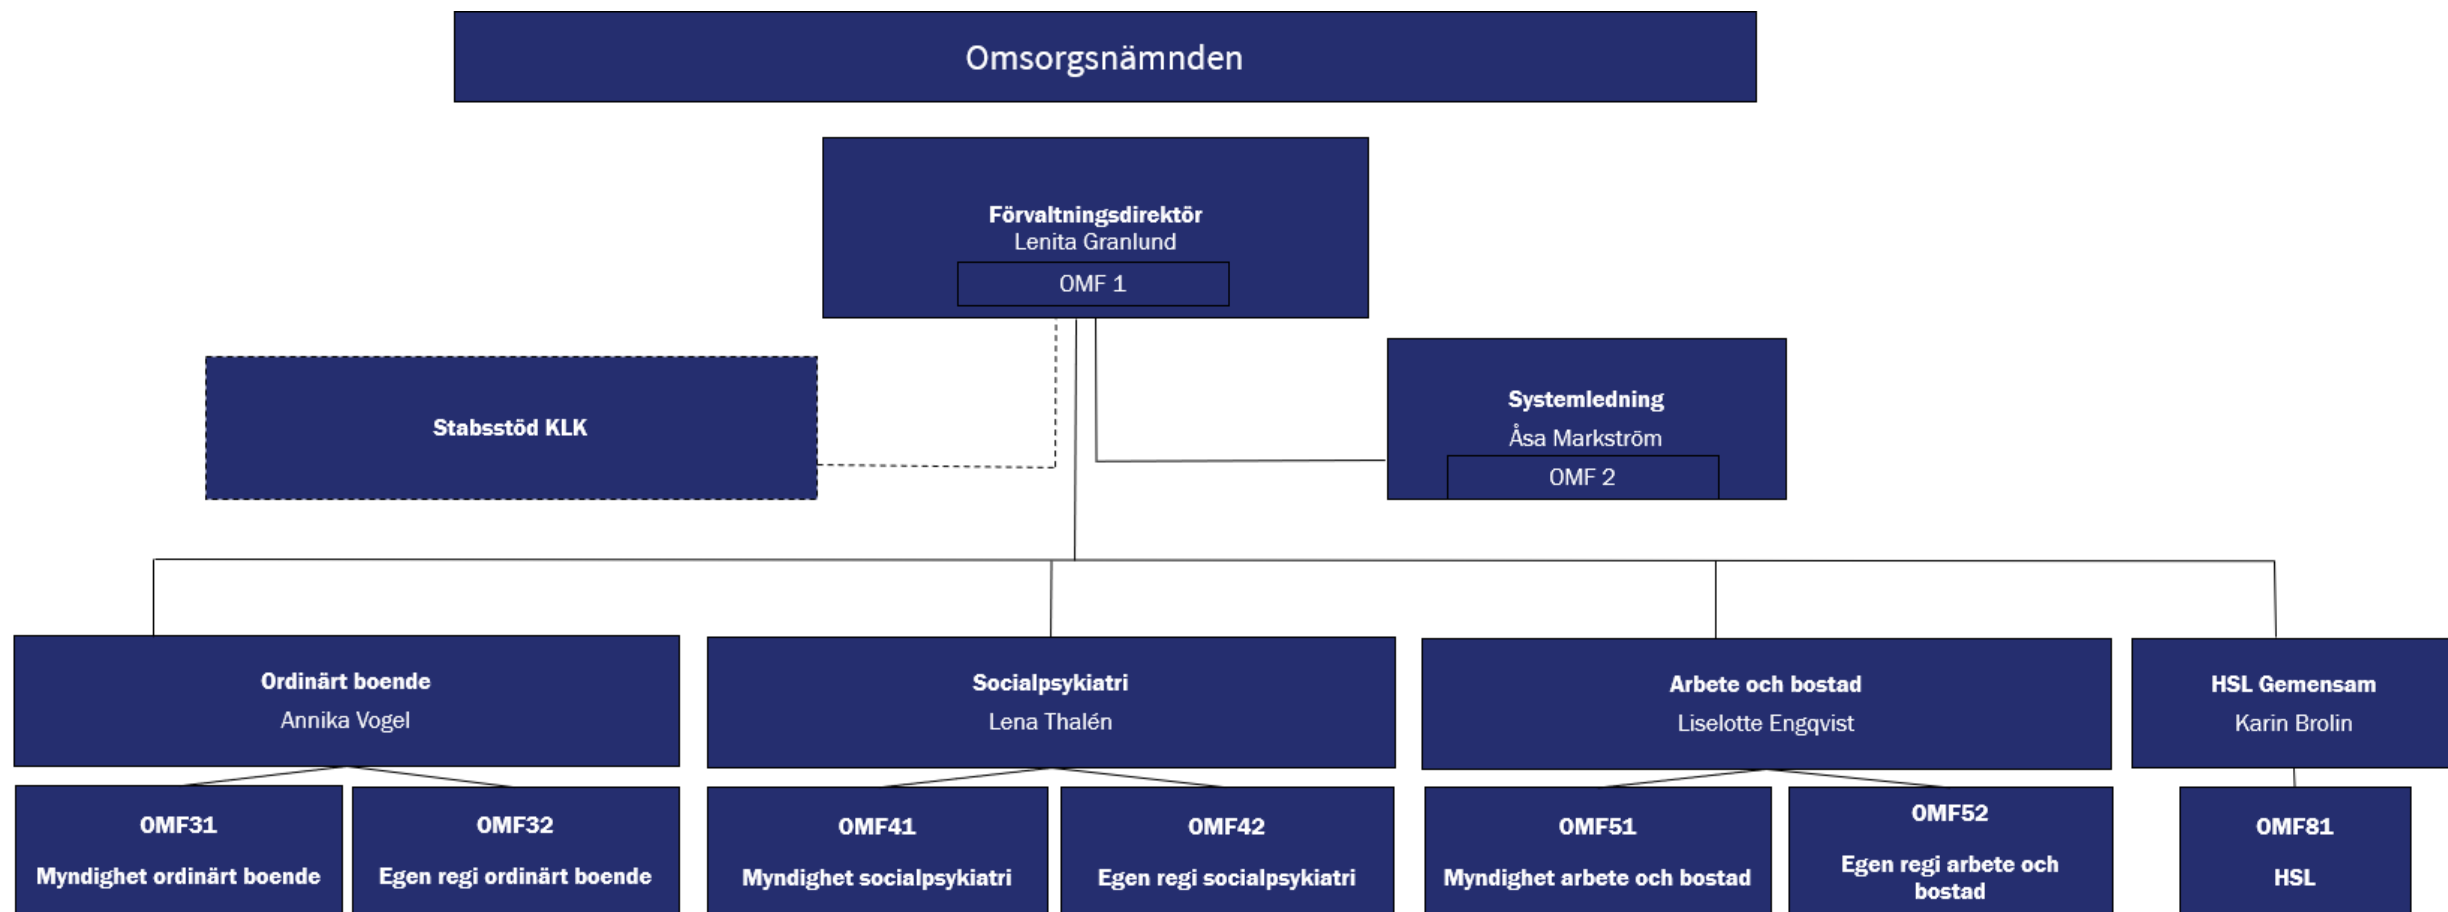 Omsorgsnämnden
Förvaltningsdirektör
Lenita Granlund
OMF 1
Stabsstöd KLK
Systemledning
Åsa Markström
OMF 2
Ordinärt boende
Annika Vogel
Socialpsykiatri
Lena Thalén
Arbete och bostad
Liselotte Engqvist
HSL Gemensam
Karin Brolin
OMF31
Myndighet ordinärt boende
OMF32
Egen regi ordinärt boende
OMF41
Myndighet socialpsykiatri
OMF42
Egen regi socialpsykiatri
OMF51
Myndighet arbete och bostad
OMF52
Egen regi arbete och
bostad
OMF81
HSL